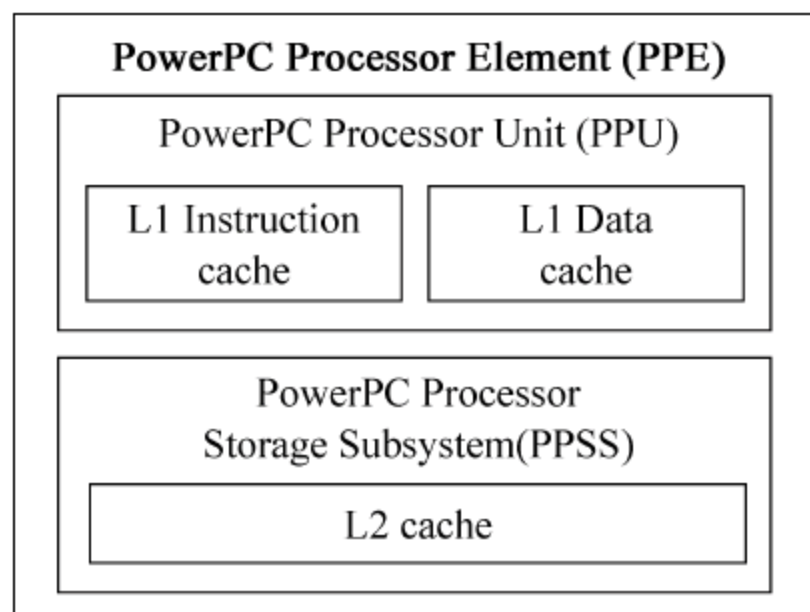 PowerPC Processor Element (PPE)
PowerPC Processor Unit (PPU)
L1 Instruction
cache
L1 Data
cache
PowerPC Processor
Storage Subsystem(PPSS)
L2 cache